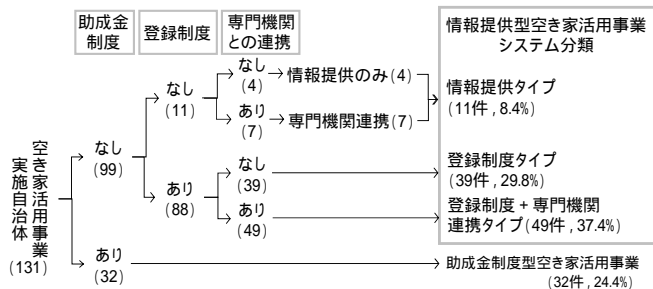 助成金
制度
登録制度
専門機関
との連携
情報提供型空き家活用事業
システム分類
空き家活用事業
実施自治体
(131)
なし
(99)
あり
(32)
なし
(11)
あり
(88)
なし
(4)
あり
(7)
なし
(39)
あり
(49)
情報提供のみ(4)
専門機関連携(7)
情報提供タイプ
(11件 , 8.4%)
登録制度タイプ
(39件 , 29.8%)
登録制度 + 専門機関
連携タイプ(49件 , 37.4%)
助成金制度型空き家活用事業
(32件 , 24.4%)